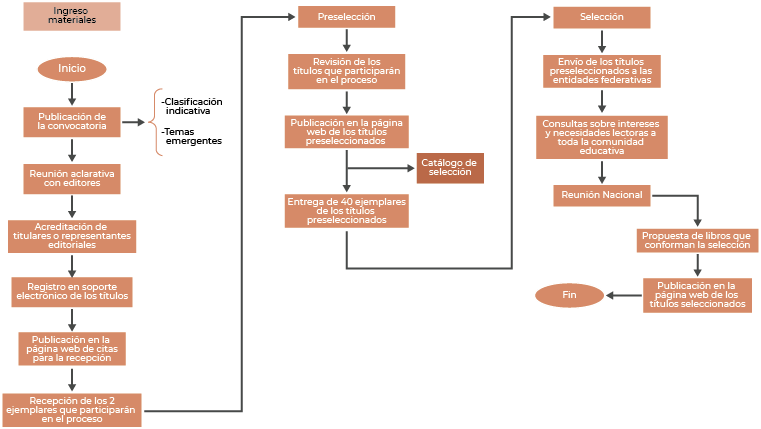 Ingreso
materiales
Inicio
Publicación de
la convocatoria
-Clasificación
indicativa
-Temas
emergentes
Reunión aclarativa
con editores
Acreditación de
titulares o representantes
editoriales
Registro en soporte
electrónico de los títulos
Publicación en la
página web de citas
para la recepción
Recepción de los 2
ejemplares que participarán
en el proceso
Preselección
Revisión de los
títulos que participarán
en el proceso
Publicación en la página
web de los títulos
preseleccionados
Catálogo de
selección
Entrega de 40 ejemplares
de los títulos
preseleccionados
Selección
Envío de los títulos
preseleccionados a las
entidades federativas
Consultas sobre intereses
y necesidades lectoras a
toda la comunidad
educativa
Reunión Nacional
Propuesta de libros que
conforman la selección
Publicación en la
página web de los
títulos seleccionados
Fin